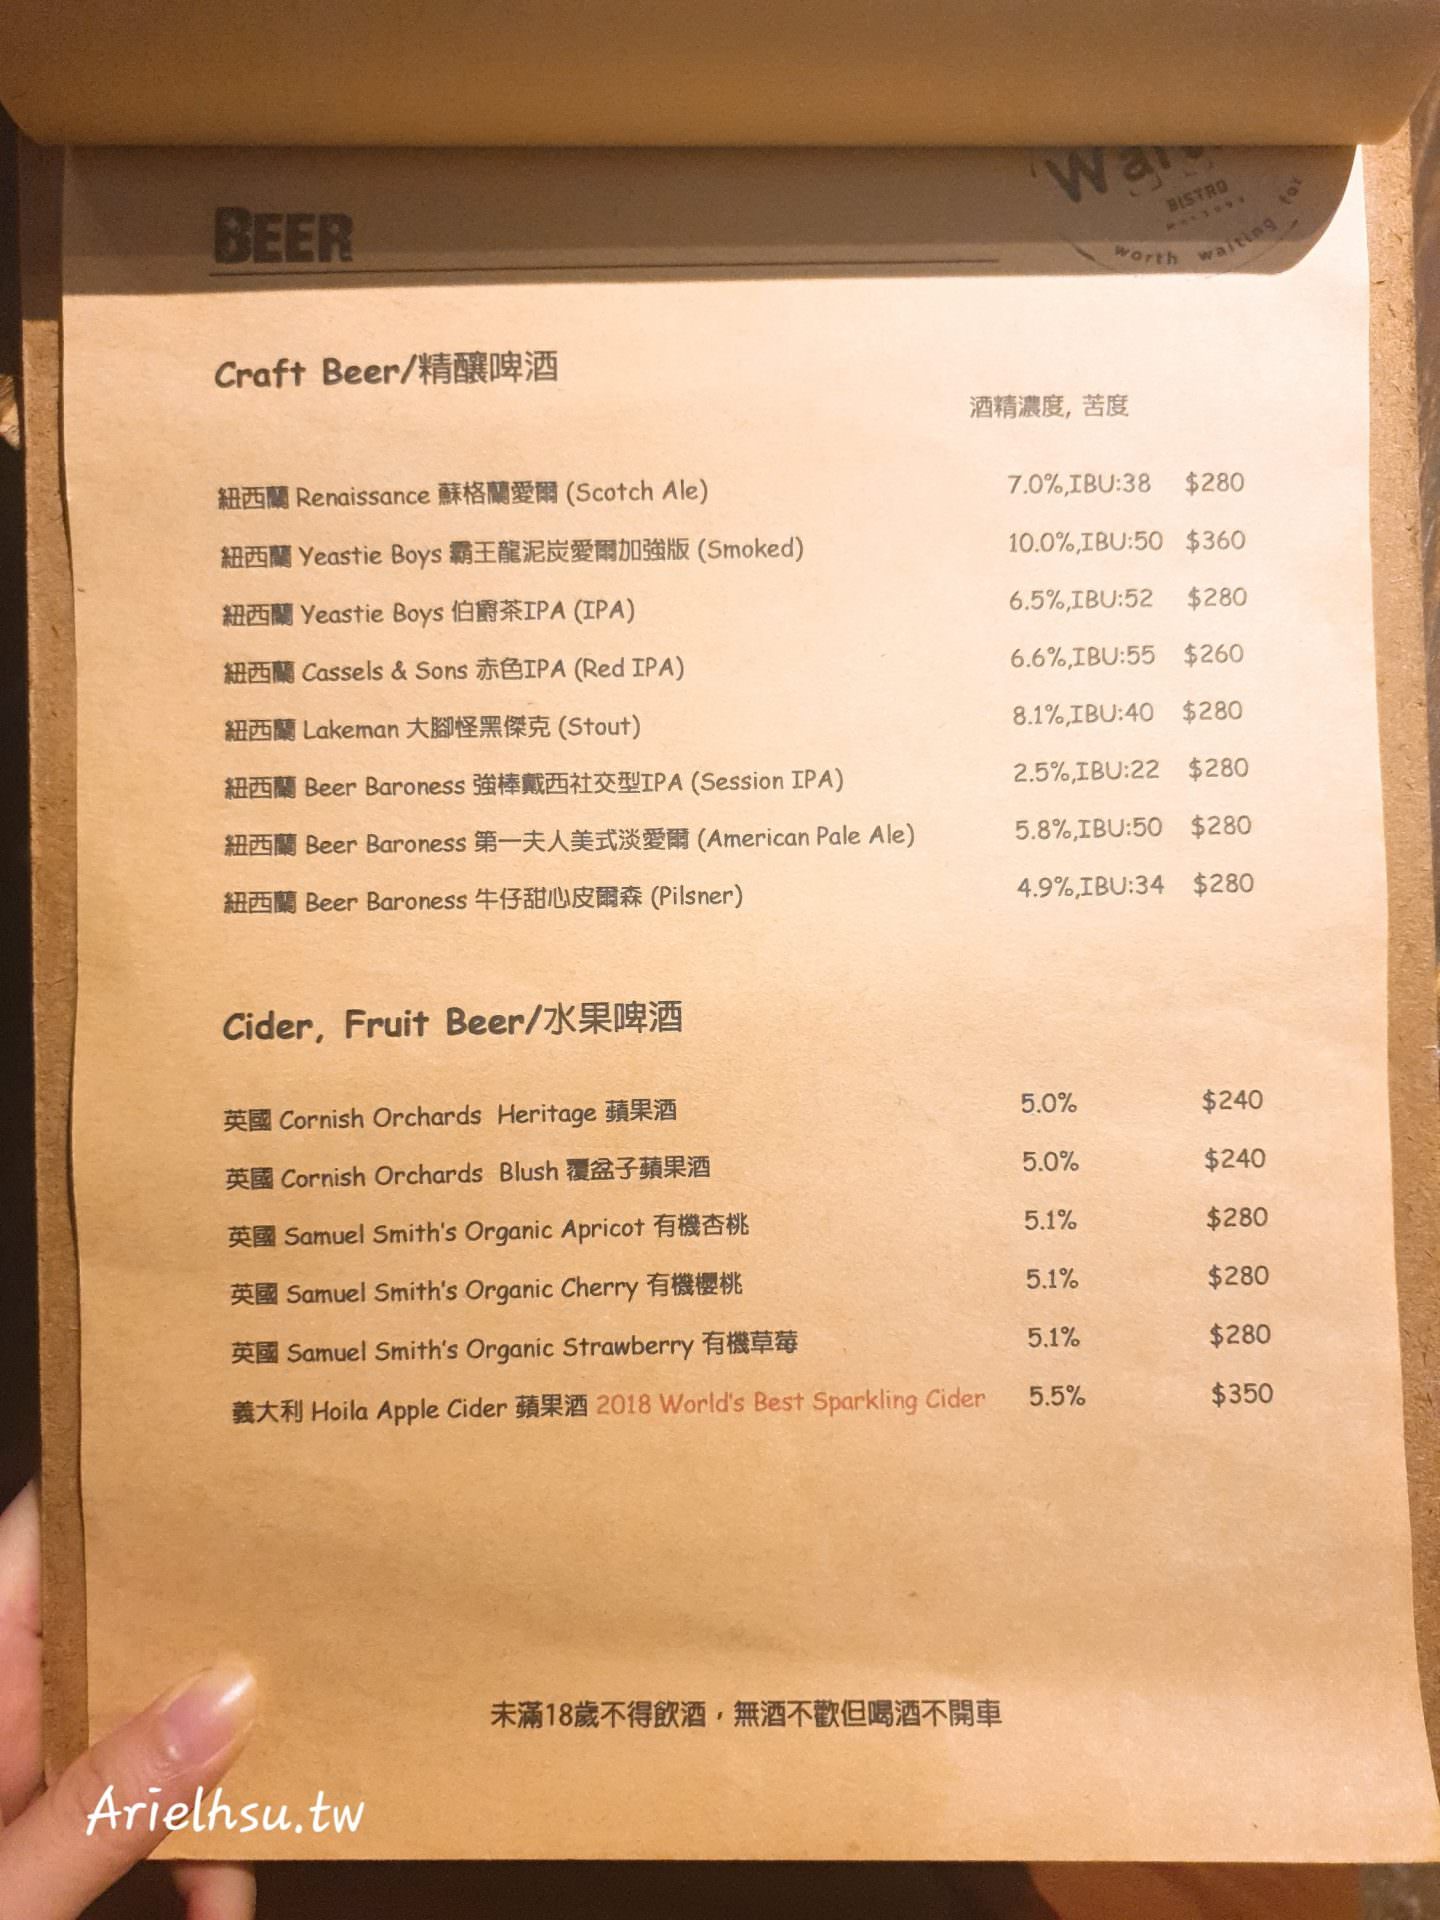 BEER
BISTRO
worth waiting for
Craft Beer/精釀啤酒
酒精濃度, 苦度
紐西蘭 Renaissance 蘇格蘭愛爾 (Scotch Ale) 7.0%,IBU:38 $280
紐西蘭 Yeastie Boys 霸王龍泥炭愛爾加強版 (Smoked) 10.0%,IBU:50 $360
紐西蘭 Yeastie Boys 伯爵茶IPA (IPA) 6.5%,IBU:52 $280
紐西蘭 Cassels & Sons 赤色IPA (Red IPA) 6.6%,IBU:55 $260
紐西蘭 Lakeman 大腳怪黑傑克 (Stout) 8.1%,IBU:40 $280
紐西蘭 Beer Baroness 強棒戴西社交型IPA (Session IPA) 2.5%,IBU:22 $280
紐西蘭 Beer Baroness 第一夫人美式淡愛爾 (American Pale Ale) 5.8%,IBU:50 $280
紐西蘭 Beer Baroness 牛仔甜心皮爾森 (Pilsner) 4.9%,IBU:34 $280
Cider, Fruit Beer/水果啤酒
英國 Cornish Orchards Heritage 蘋果酒 5.0% $240
英國 Cornish Orchards Blush 覆盆子蘋果酒 5.0% $240
英國 Samuel Smith's Organic Apricot 有機杏桃 5.1% $280
英國 Samuel Smith's Organic Cherry 有機櫻桃 5.1% $280
英國 Samuel Smith's Organic Strawberry 有機草莓 5.1% $280
義大利 Hoila Apple Cider 蘋果酒 2018 World's Best Sparkling Cider 5.5% $350
未滿18歲不得飲酒，無酒不歡但喝酒不開車
Arielhsu.tw